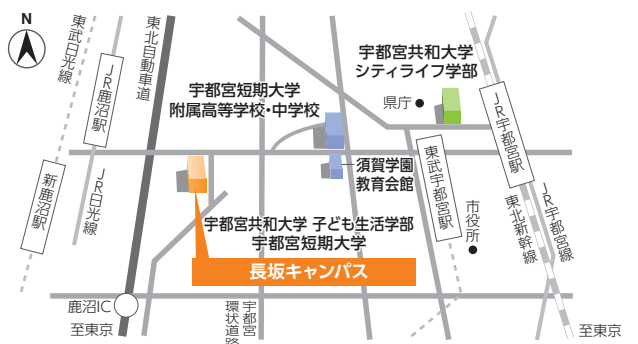 N
東武日光線
東北自動車道
JR鹿沼駅
新鹿沼駅
JR日光線
宇都宮短期大学
附属高等学校・中学校
宇都宮共和大学
シティライフ学部
県庁
JR宇都宮駅
須賀学園
教育会館
東武宇都宮駅
市役所
東北新幹線
JR宇都宮線
宇都宮共和大学 子ども生活学部
宇都宮短期大学
長坂キャンパス
鹿沼IC
至東京
宇都宮
環状道路
至東京